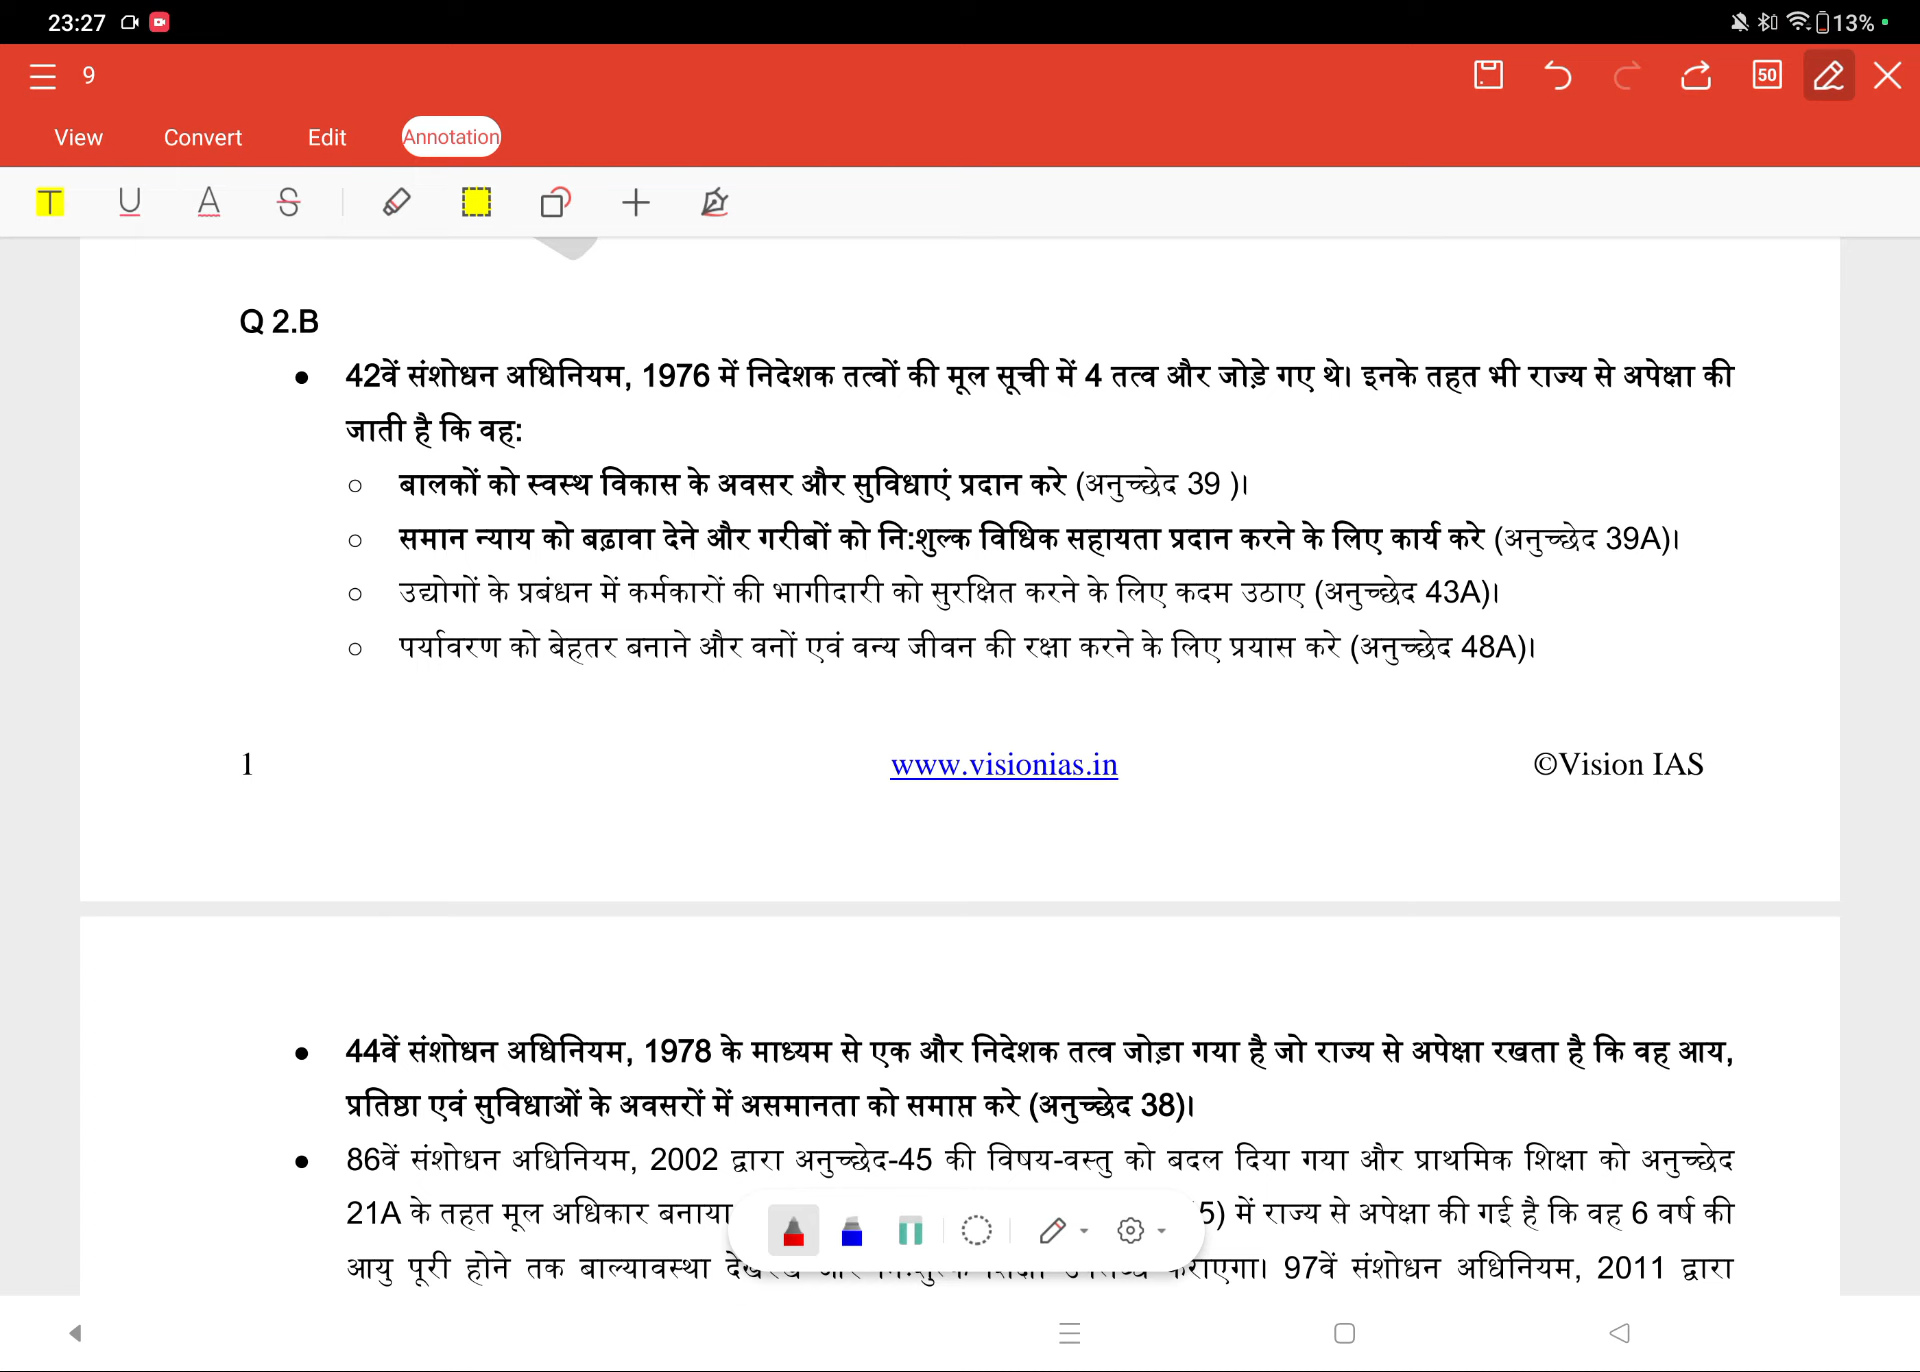 23:27
13%
9
50
View Convert Edit Annotation
T U A S
Q 2.B
● 42वें संशोधन अधिनियम, 1976 में निदेशक तत्वों की मूल सूची में 4 तत्व और जोड़े गए थे। इनके तहत भी राज्य से अपेक्षा की
जाती है कि वह:
○ बालकों को स्वस्थ विकास के अवसर और सुविधाएं प्रदान करे (अनुच्छेद 39 )।
○ समान न्याय को बढ़ावा देने और गरीबों को नि:शुल्क विधिक सहायता प्रदान करने के लिए कार्य करे (अनुच्छेद 39A)।
○ उद्योगों के प्रबंधन में कर्मकारों की भागीदारी को सुरक्षित करने के लिए कदम उठाए (अनुच्छेद 43A)।
○ पर्यावरण को बेहतर बनाने और वनों एवं वन्य जीवन की रक्षा करने के लिए प्रयास करे (अनुच्छेद 48A)।
1 www.visionias.in ©Vision IAS
● 44वें संशोधन अधिनियम, 1978 के माध्यम से एक और निदेशक तत्व जोड़ा गया है जो राज्य से अपेक्षा रखता है कि वह आय,
प्रतिष्ठा एवं सुविधाओं के अवसरों में असमानता को समाप्त करे (अनुच्छेद 38)।
● 86वें संशोधन अधिनियम, 2002 द्वारा अनुच्छेद-45 की विषय-वस्तु को बदल दिया गया और प्राथमिक शिक्षा को अनुच्छेद
21A के तहत मूल अधिकार बनाया 5) में राज्य से अपेक्षा की गई है कि वह 6 वर्ष की
आयु पूरी होने तक बाल्यावस्था 97वें संशोधन अधिनियम, 2011 द्वारा